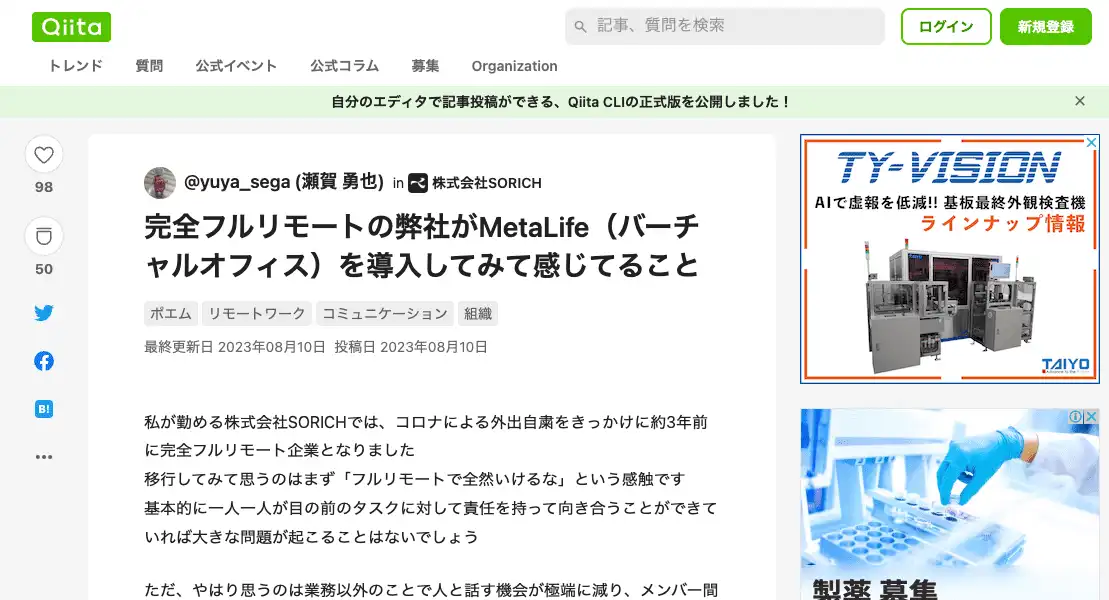 Qiita
記事、質問を検索
ログイン
新規登録
トレンド
質問
公式イベント
公式コラム
募集
Organization
自分のエディタで記事投稿ができる、Qiita CLIの正式版を公開しました！
98
50
B!
@yuya_sega (瀬賀 勇也) in 株式会社SORICH
完全フルリモートの弊社がMetaLife（バーチ
ャルオフィス）を導入してみて感じてること
ポエム
リモートワーク
コミュニケーション
組織
最終更新日 2023年08月10日 投稿日 2023年08月10日
私が勤める株式会社SORICHでは、コロナによる外出自粛をきっかけに約3年前
に完全フルリモート企業となりました
移行してみて思うのはまず「フルリモートで全然いけるな」という感触です
基本的に一人一人が目の前のタスクに対して責任を持って向き合うことができて
いれば大きな問題が起こることはないでしょう
ただ、やはり思うのは業務以外のことで人と話す機会が極端に減り、メンバー間
TY-VISION
AIで虚報を低減!! 基板最終外観検査機
ラインナップ情報
TAIYO
製薬 募集